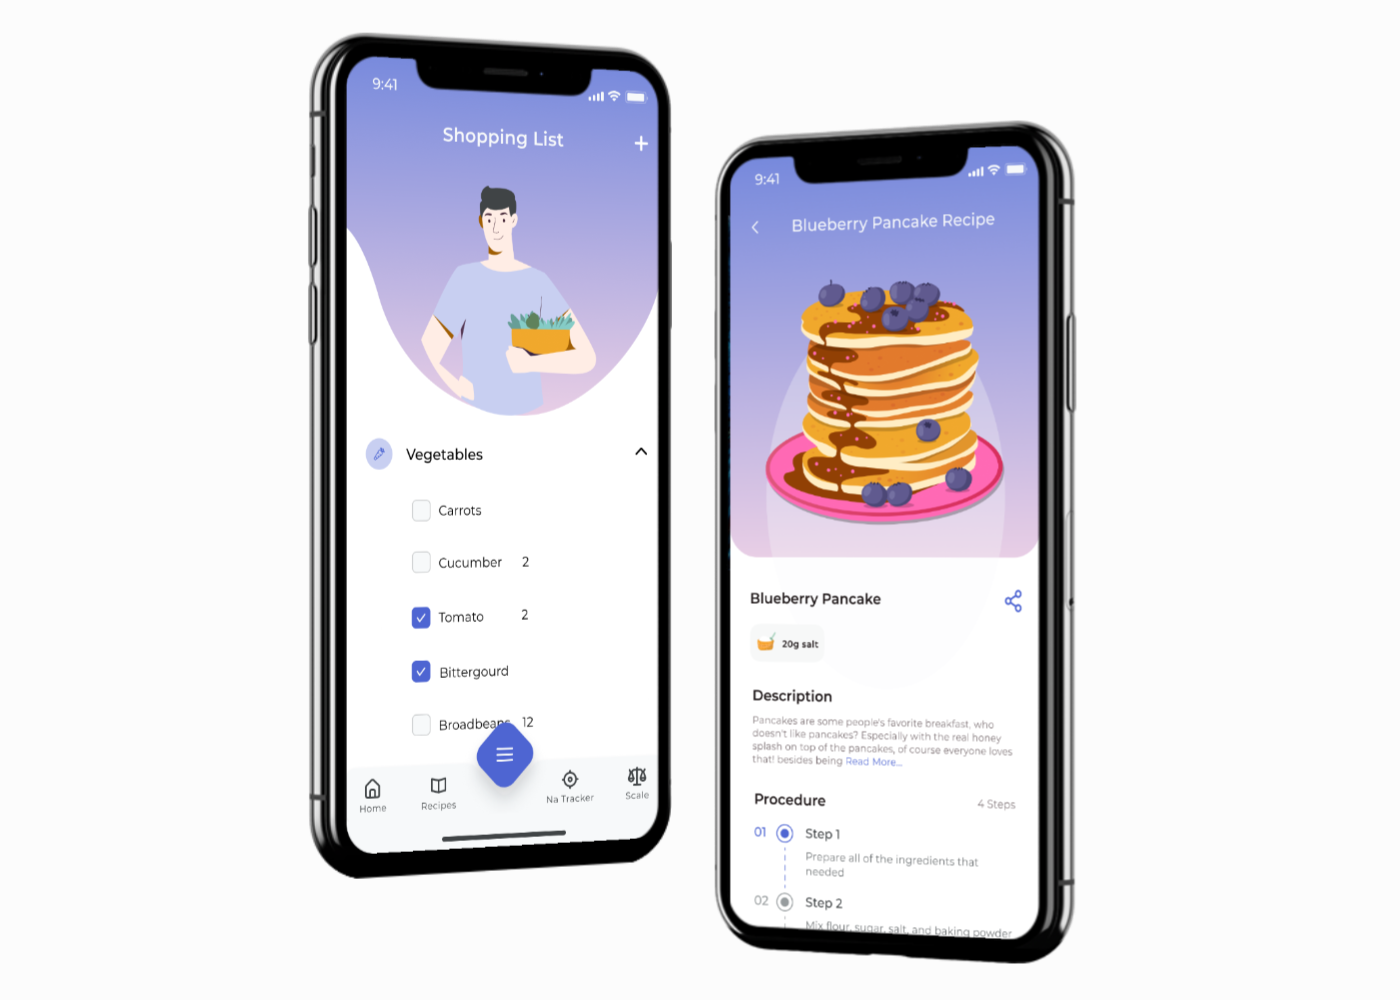 9:41
Shopping List
+
Vegetables
Carrots
Cucumber 2
Tomato 2
Bittergourd
Broadbeans 12
Home
Recipes
Na Tracker
Scale
9:41
Blueberry Pancake Recipe
Blueberry Pancake
20g salt
Description
Pancakes are some people's favorite breakfast, who
doesn't like pancakes? Especially with the real honey
splash on top of the pancakes, of course everyone loves
that! besides being Read More...
Procedure 4 Steps
01 Step 1
Prepare all of the ingredients that
needed
02 Step 2
Mix flour, sugar, salt, and baking powder